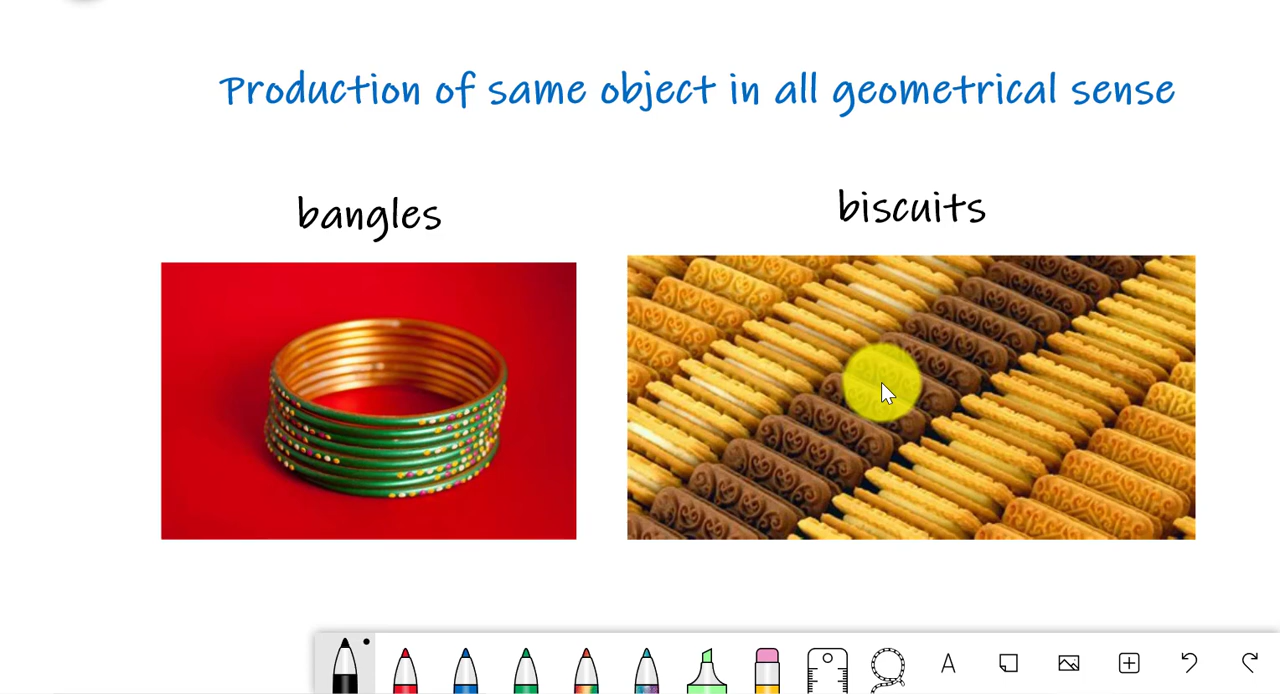 Production of same object in all geometrical sense
bangles
biscuits
A